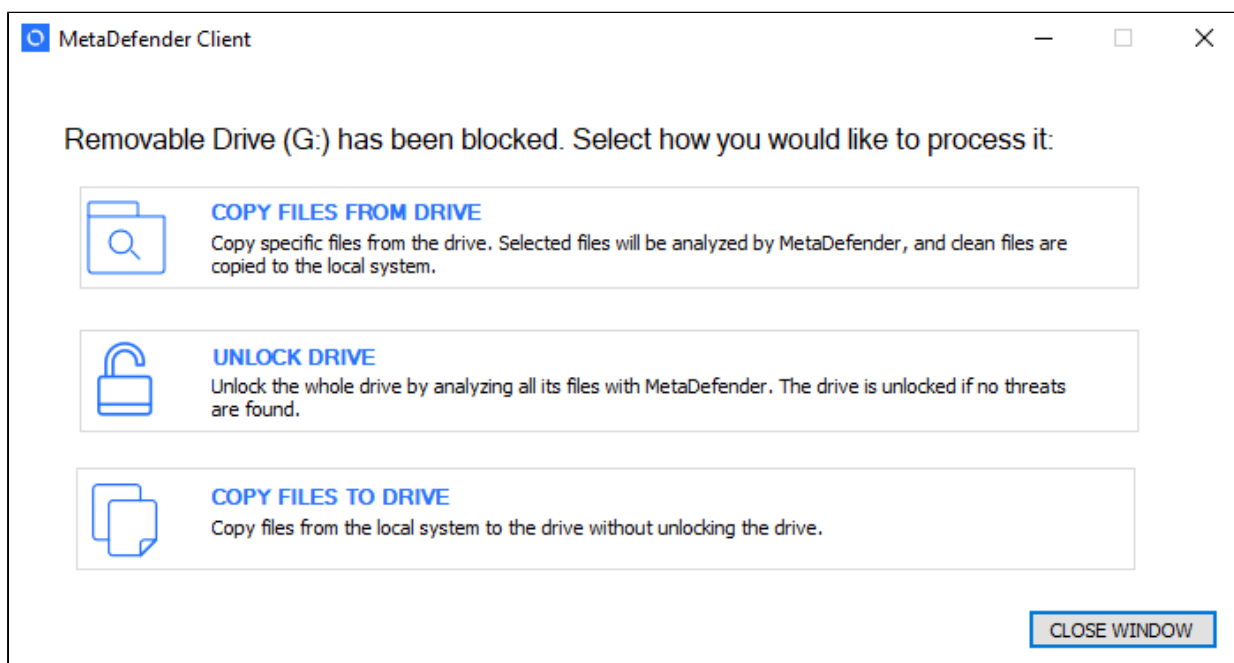 MetaDefender Client
Removable Drive (G:) has been blocked. Select how you would like to process it:
COPY FILES FROM DRIVE
Copy specific files from the drive. Selected files will be analyzed by MetaDefender, and clean files are
copied to the local system.
UNLOCK DRIVE
Unlock the whole drive by analyzing all its files with MetaDefender. The drive is unlocked if no threats
are found.
COPY FILES TO DRIVE
Copy files from the local system to the drive without unlocking the drive.
CLOSE WINDOW